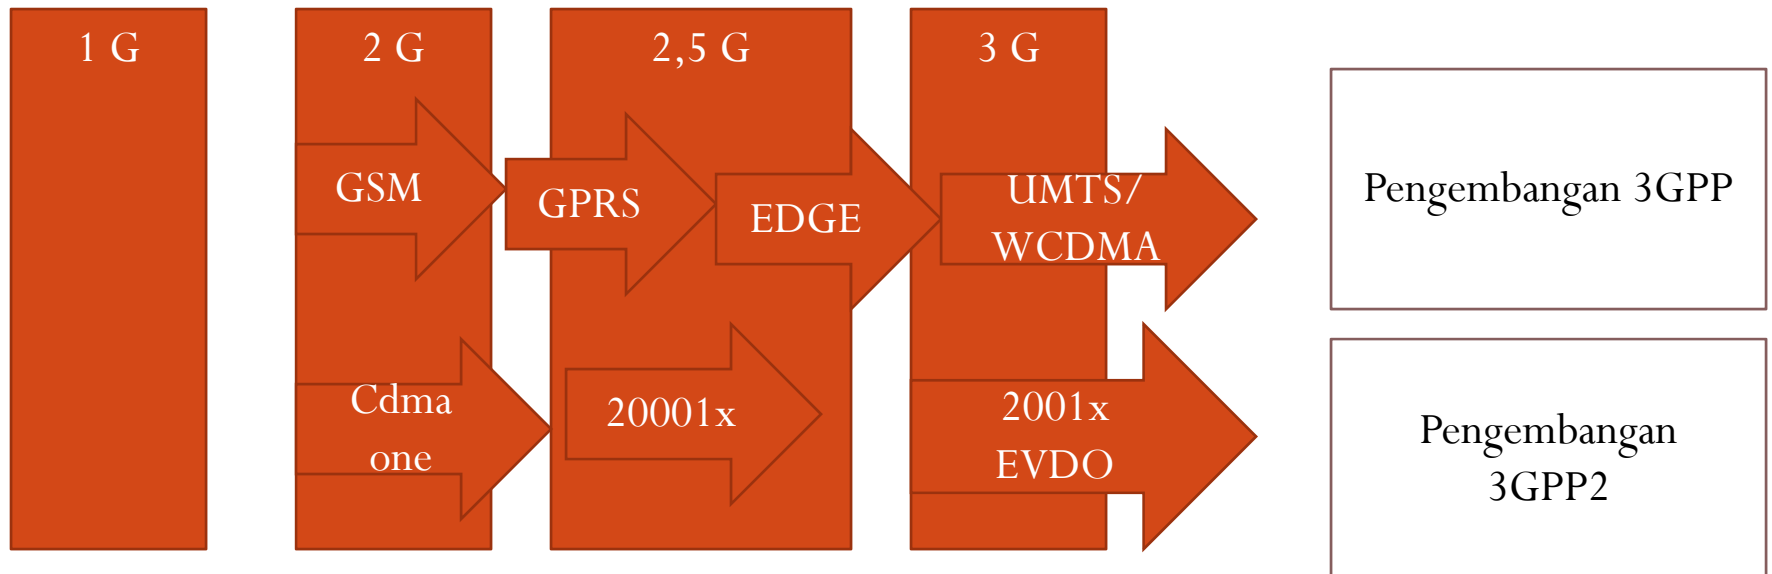 1 G
2 G
2,5 G
3 G
GSM
GPRS
EDGE
UMTS/
WCDMA
Pengembangan 3GPP
Cdma
one
20001x
2001x
EVDO
Pengembangan
3GPP2